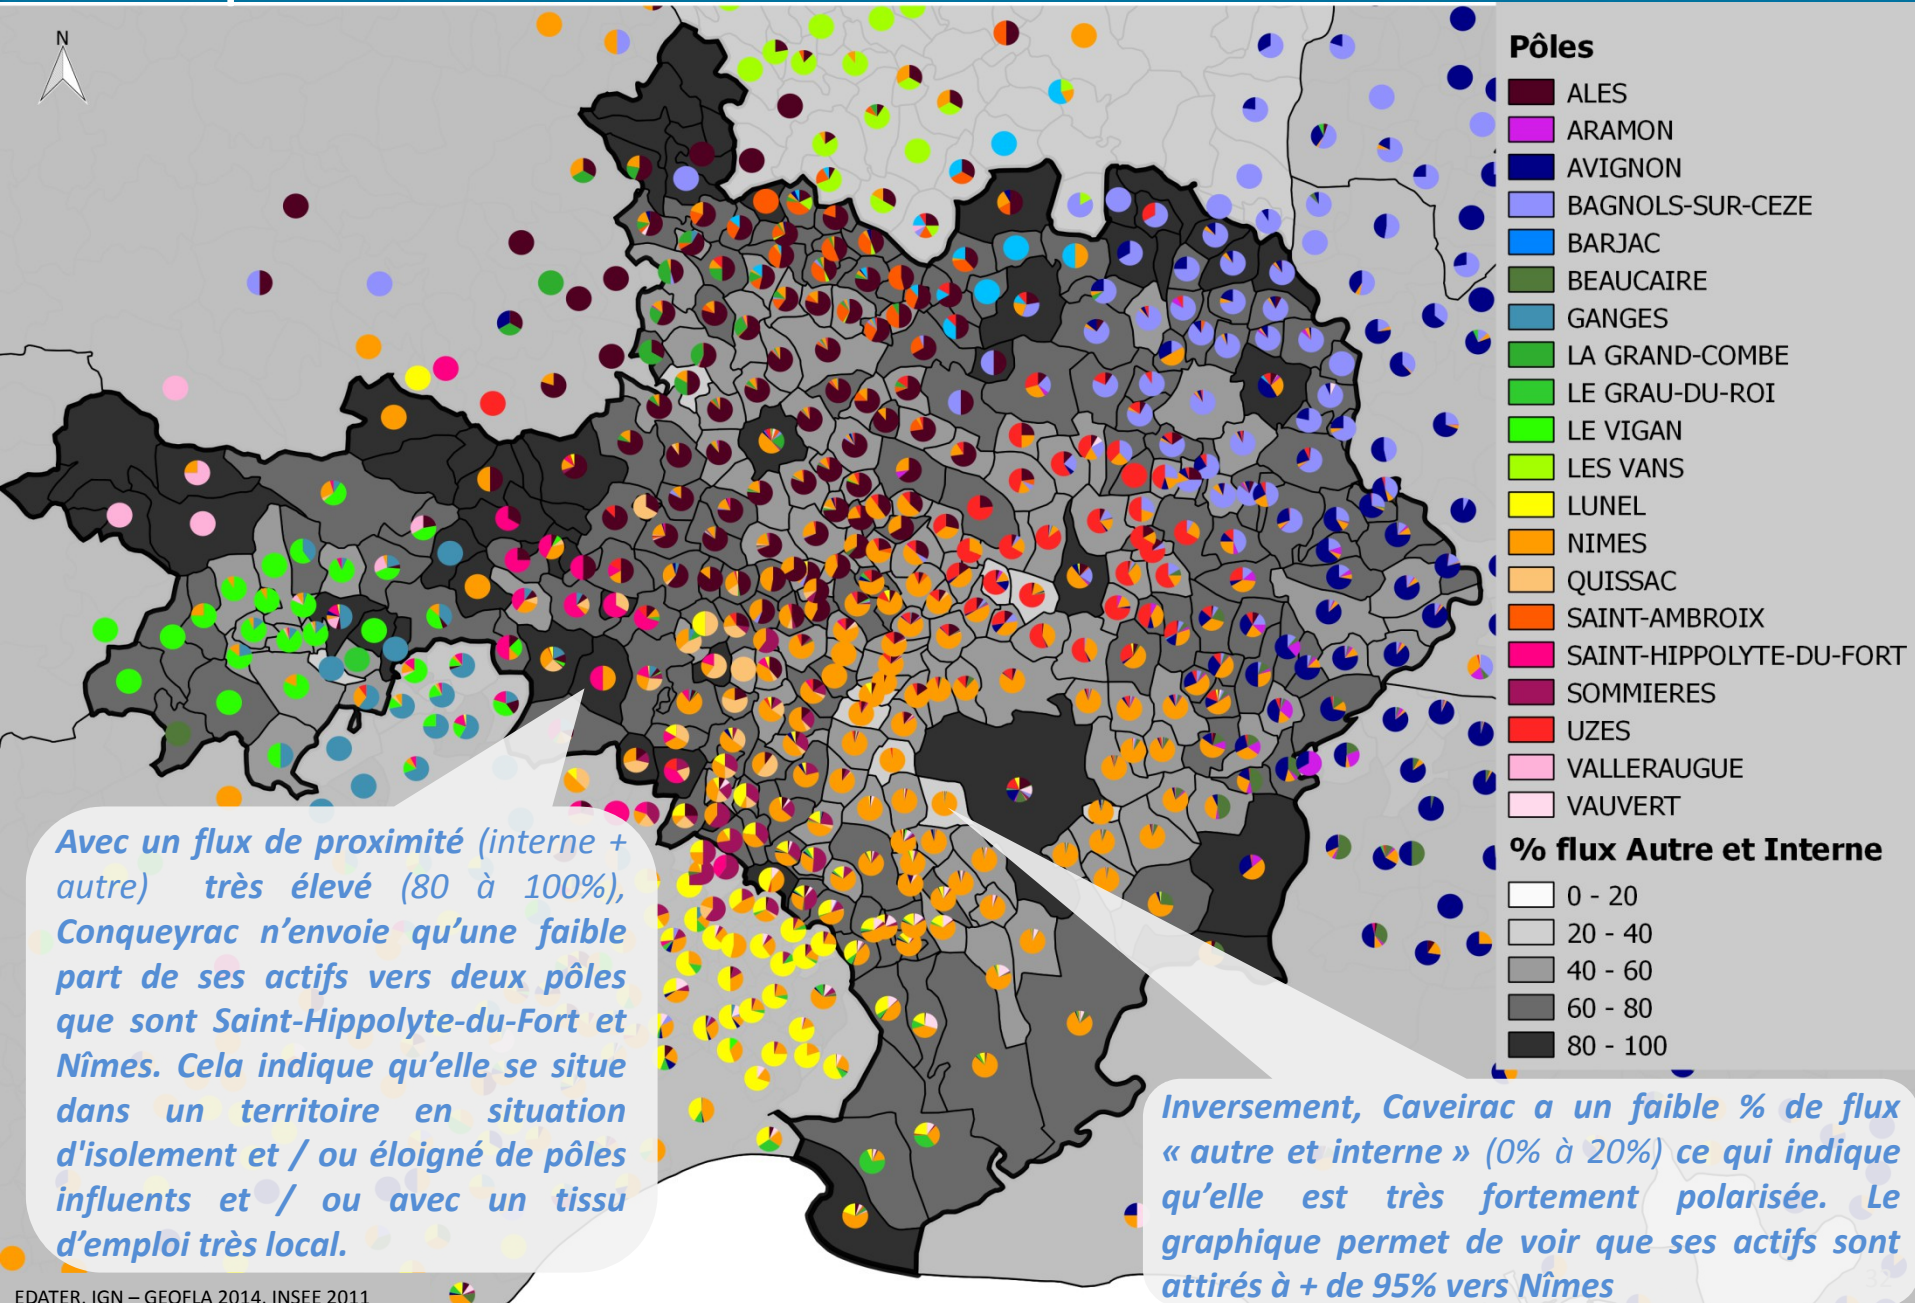 N
Pôles
ALES
ARAMON
AVIGNON
BAGNOLS-SUR-CEZE
BARJAC
BEAUCAIRE
GANGES
LA GRAND-COMBE
LE GRAU-DU-ROI
LE VIGAN
LES VANS
LUNEL
NIMES
QUISSAC
SAINT-AMBROIX
SAINT-HIPPOLYTE-DU-FORT
SOMMIERES
UZES
VALLERAUGUE
VAUVERT
% flux Autre et Interne
0 - 20
20 - 40
40 - 60
60 - 80
80 - 100
Avec un flux de proximité (interne +
autre) très élevé (80 à 100%),
Conqueyrac n’envoie qu’une faible
part de ses actifs vers deux pôles
que sont Saint-Hippolyte-du-Fort et
Nîmes. Cela indique qu’elle se situe
dans un territoire en situation
d'isolement et / ou éloigné de pôles
influents et / ou avec un tissu
d’emploi très local.
Inversement, Caveirac a un faible % de flux
« autre et interne » (0% à 20%) ce qui indique
qu’elle est très fortement polarisée. Le
graphique permet de voir que ses actifs sont
attirés à + de 95% vers Nîmes
32
EDATER, IGN – GEOFLA 2014, INSEE 2011